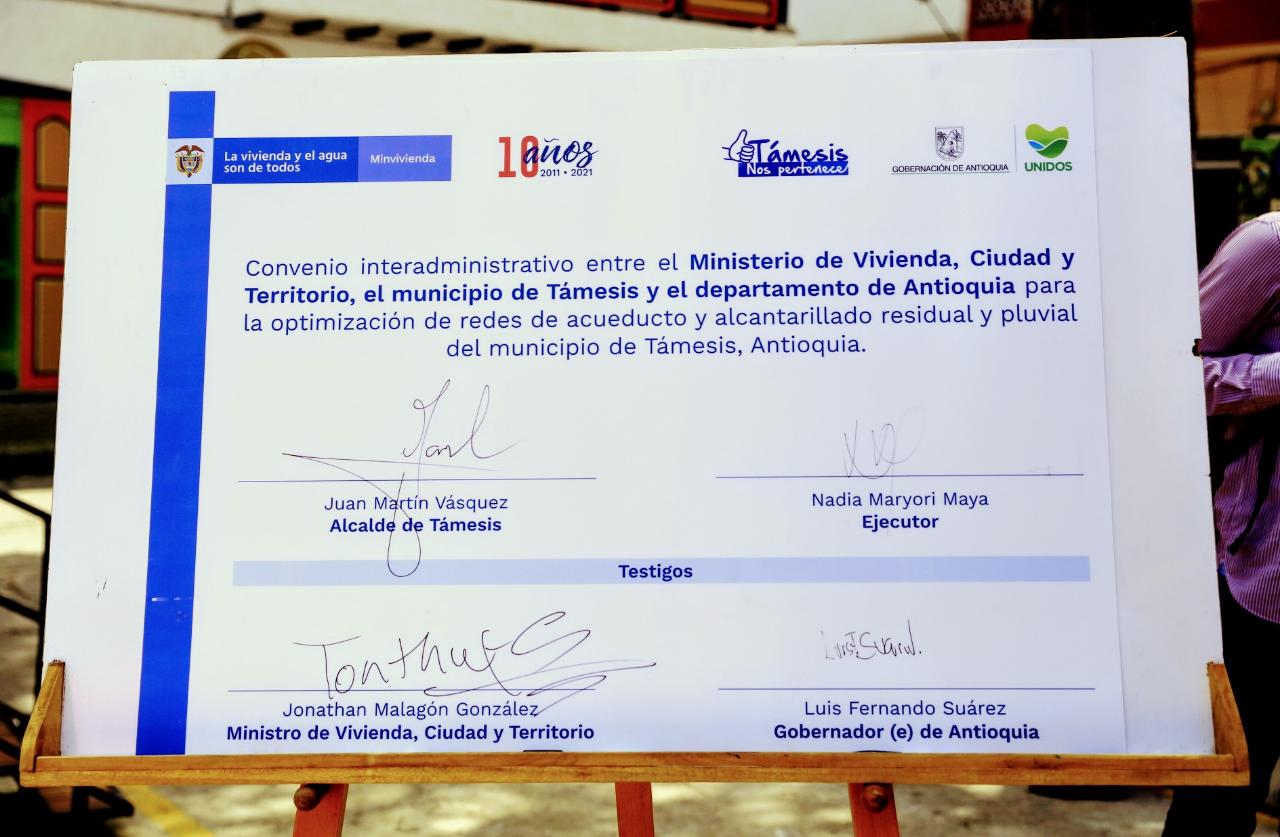 La vivienda y el agua
son de todos
Minvivienda
10 años
2011 • 2021
Támesis
Nos pertenece
GOBERNACIÓN DE ANTIOQUIA
UNIDOS
Convenio interadministrativo entre el Ministerio de Vivienda, Ciudad y
Territorio, el municipio de Támesis y el departamento de Antioquia para
la optimización de redes de acueducto y alcantarillado residual y pluvial
del municipio de Támesis, Antioquia.
Juan Martín Vásquez
Alcalde de Támesis
Nadia Maryori Maya
Ejecutor
Testigos
Jonathan Malagón González
Ministro de Vivienda, Ciudad y Territorio
Luis Fernando Suárez
Gobernador (e) de Antioquia